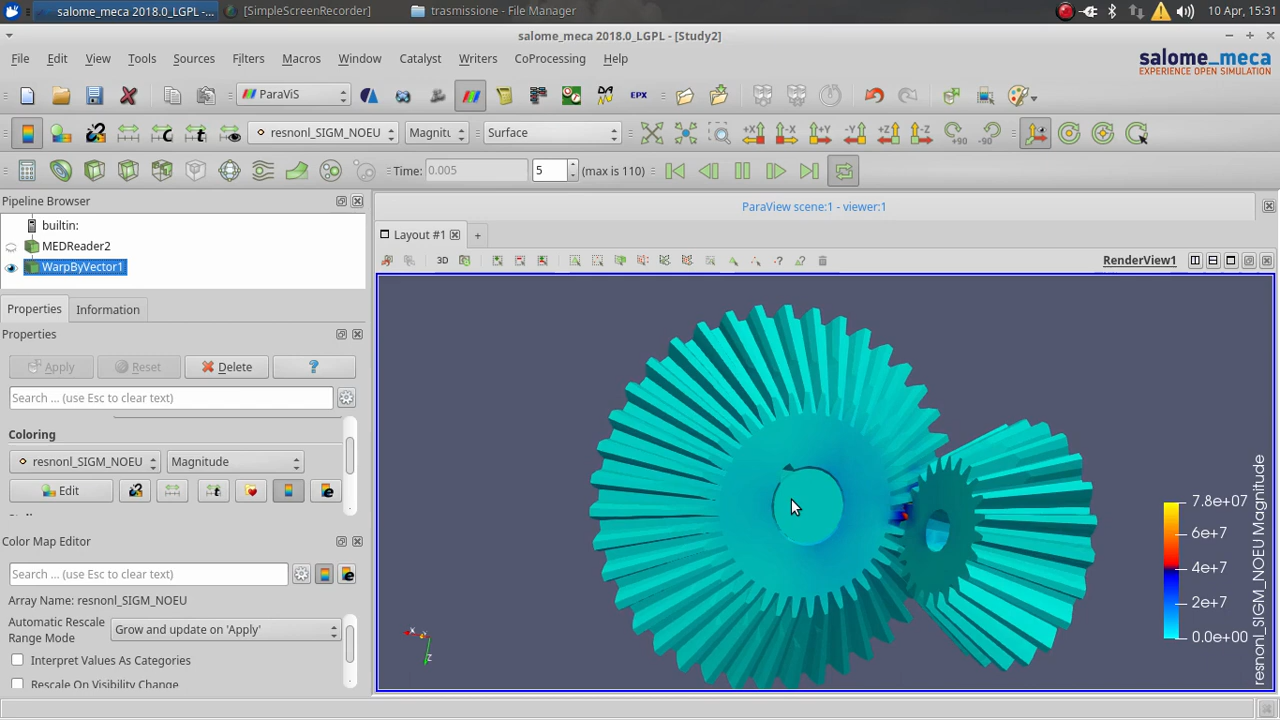 salome_meca 2018.0_LGPL -...
[SimpleScreenRecorder]
trasmissione - File Manager
10 Apr, 15:31
salome_meca 2018.0_LGPL - [Study2]
File Edit View Tools Sources Filters Macros Window Catalyst Writers CoProcessing Help
salome_meca
EXPERIENCE OPEN SIMULATION
ParaViS
EPX
resnonl_SIGM_NOEU
Magnitu
Surface
+X -X +Y -Y +Z -Z +90 -90
Time: 0.005 5 (max is 110)
Pipeline Browser
ParaView scene:1 - viewer:1
builtin:
MEDReader2
WarpByVector1
Layout #1
3D
RenderView1
Properties Information
Properties
Apply Reset Delete ?
Search ... (use Esc to clear text)
Coloring
resnonl_SIGM_NOEU Magnitude
Edit
Color Map Editor
Search ... (use Esc to clear text)
Array Name: resnonl_SIGM_NOEU
Automatic Rescale
Range Mode
Grow and update on 'Apply'
Interpret Values As Categories
Rescale On Visibility Change
X
Z
7.8e+07
6e+7
4e+7
2e+7
0.0e+00
resnonl_SIGM_NOEU Magnitude